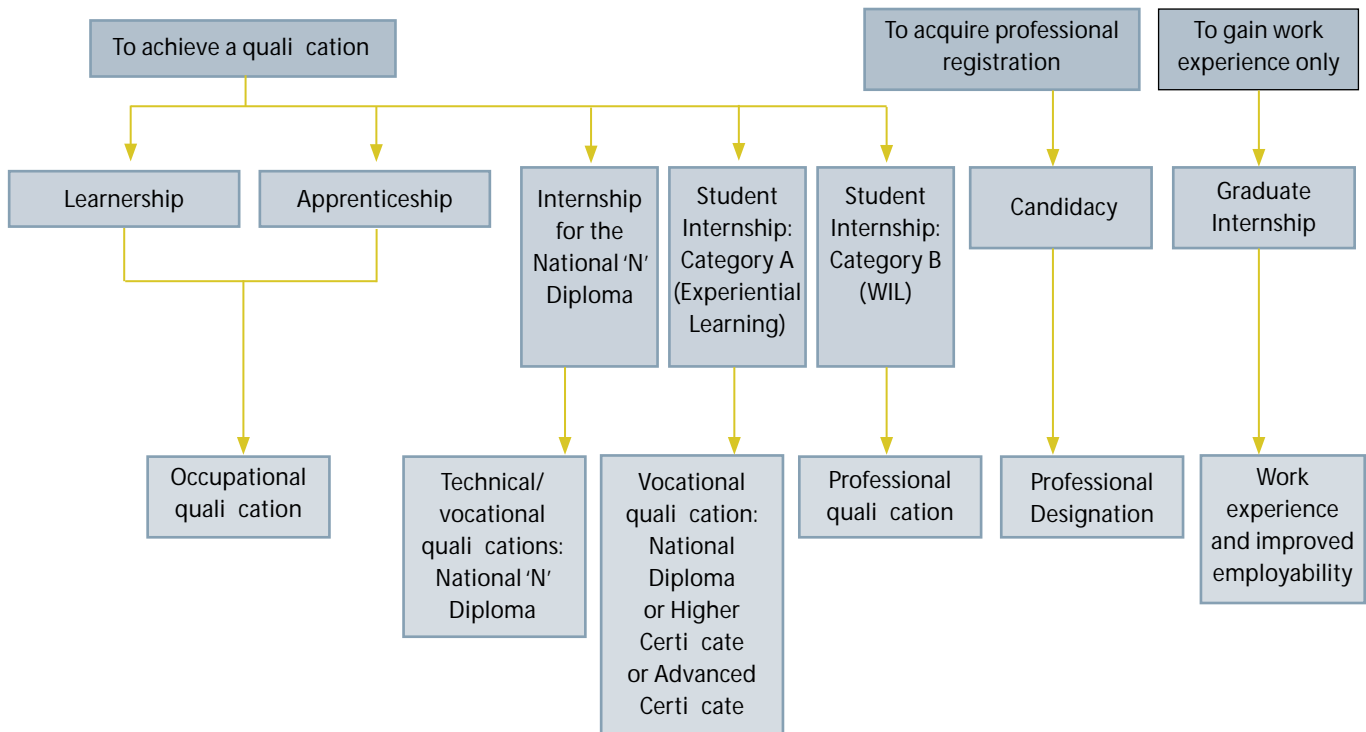 To achieve a quali cation
To acquire professional
registration
To gain work
experience only
Learnership
Apprenticeship
Internship
for the
National ‘N’
Diploma
Student
Internship:
Category A
(Experiential
Learning)
Student
Internship:
Category B
(WIL)
Candidacy
Graduate
Internship
Occupational
quali cation
Technical/
vocational
quali cations:
National ‘N’
Diploma
Vocational
quali cation:
National
Diploma
or Higher
Certi cate
or Advanced
Certi cate
Professional
quali cation
Professional
Designation
Work
experience
and improved
employability